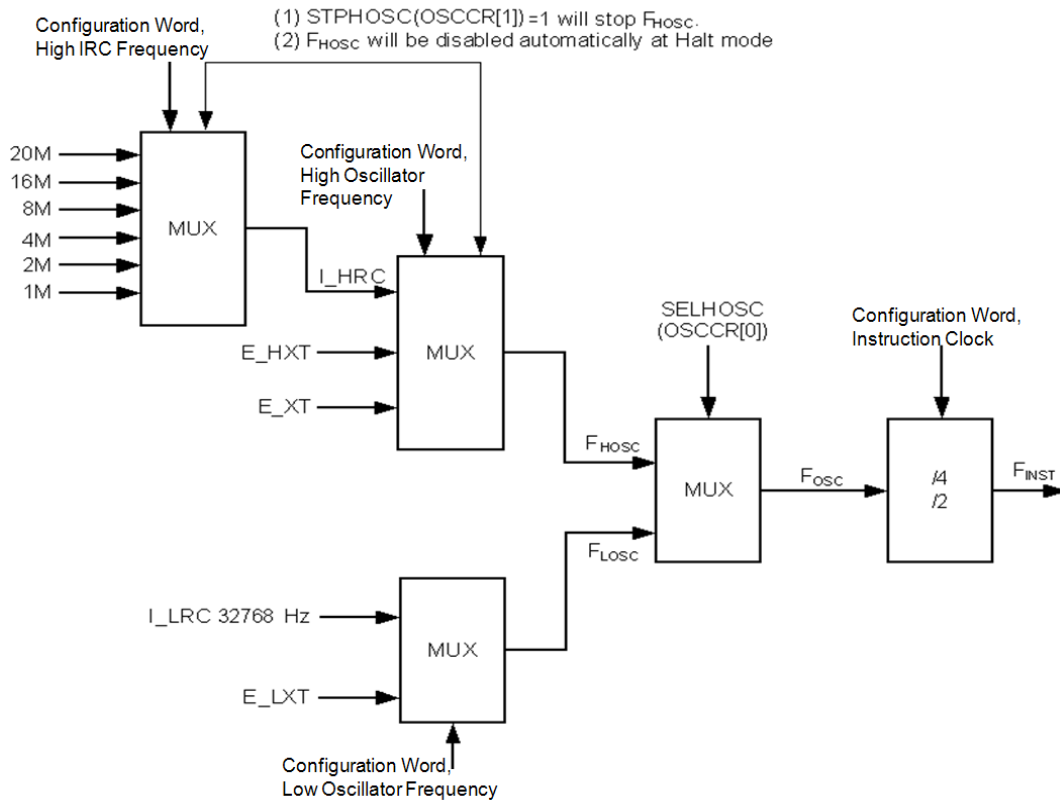 (1) STPHOSC(OSCCR[1])=1 will stop FHOSC.
(2) FHOSC will be disabled automatically at Halt mode
Configuration Word,
High IRC Frequency
20M
16M
8M
4M
2M
1M
MUX
Configuration Word,
High Oscillator
Frequency
I_HRC
E_HXT
E_XT
MUX
SELHOSC
(OSCCR[0])
Configuration Word,
Instruction Clock
FHOSC
FLOSC
MUX
FOSC
/4
/2
FINST
I_LRC 32768 Hz
E_LXT
MUX
Configuration Word,
Low Oscillator Frequency